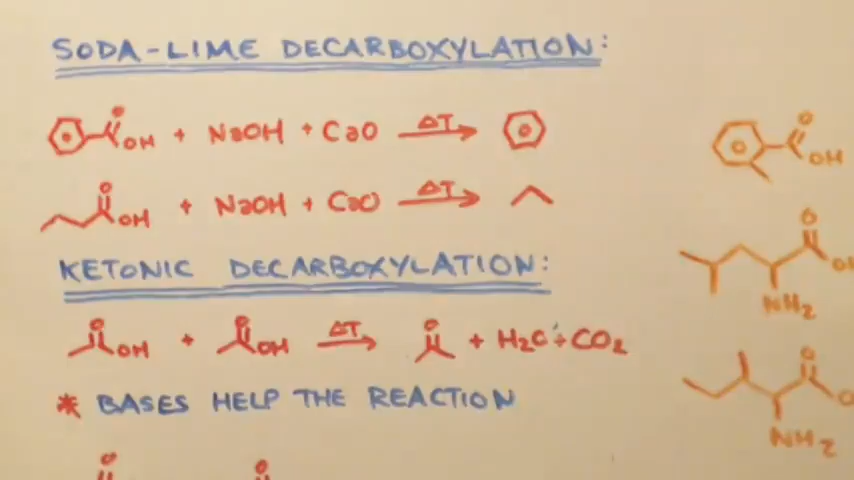 SODA-LIME DECARBOXYLATION:
O
OH + NaOH + CaO ΔT
O
OH + NaOH + CaO ΔT
KETONIC DECARBOXYLATION:
O O O
OH + OH ΔT + H2O + CO2
* BASES HELP THE REACTION
O O
O
OH
O
OH
NH2
O
O
NH2